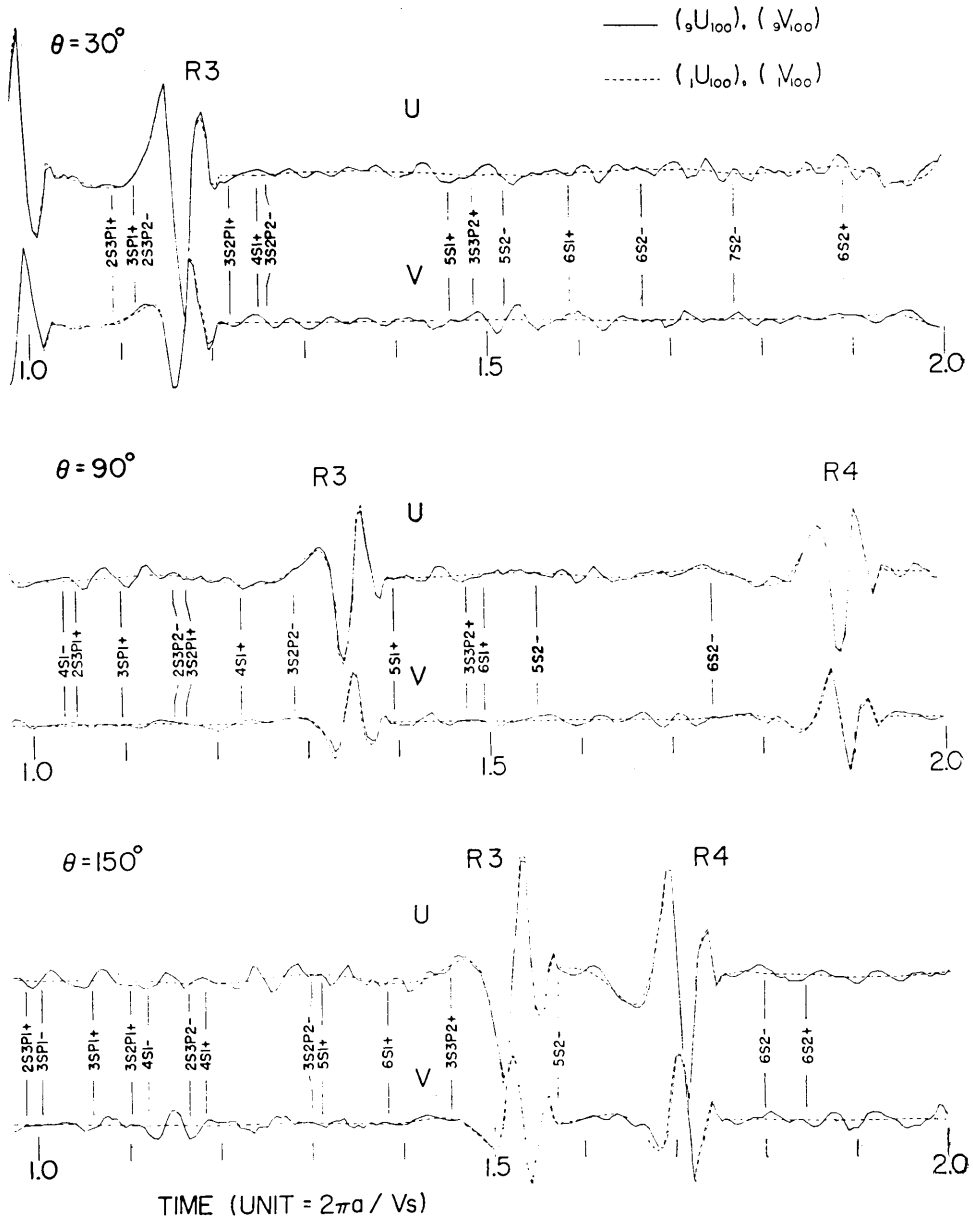 (₉U₁₀₀), (₉V₁₀₀)
(₁U₁₀₀), (₁V₁₀₀)
θ = 30°
R3
U
2S3P1+
3SP1+
2S3P2-
3S2P1+
4S1+
3S2P2-
5S1+
3S3P2+
5S2-
6S1+
6S2-
7S2-
6S2+
V
1.0 1.5 2.0
θ = 90°
R3 R4
U
4S1-
2S3P1+
3SP1+
2S3P2-
3S2P1+
4S1+
3S2P2-
5S1+
3S3P2+
6S1+
5S2-
6S2-
V
1.0 1.5 2.0
θ = 150°
R3 R4
U
2S3P1+
3SP1-
3SP1+
3S2P1+
4S1-
2S3P2-
4S1+
3S2P2-
5S1+
6S1+
3S3P2+
5S2-
6S2-
6S2+
V
1.0 1.5 2.0
TIME (UNIT = 2πa / Vs)